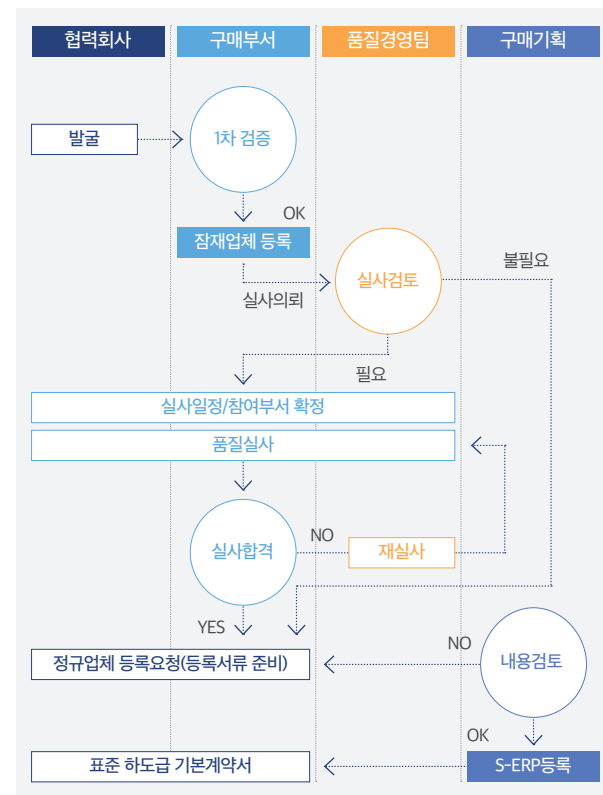 협력회사
구매부서
품질경영팀
구매기획
발굴
1차 검증
OK
잠재업체 등록
불필요
실사검토
실사의뢰
필요
실사일정/참여부서 확정
품질실사
NO
실사합격
재실사
YES
NO
정규업체 등록요청(등록서류 준비)
내용검토
OK
표준 하도급 기본계약서
S-ERP등록